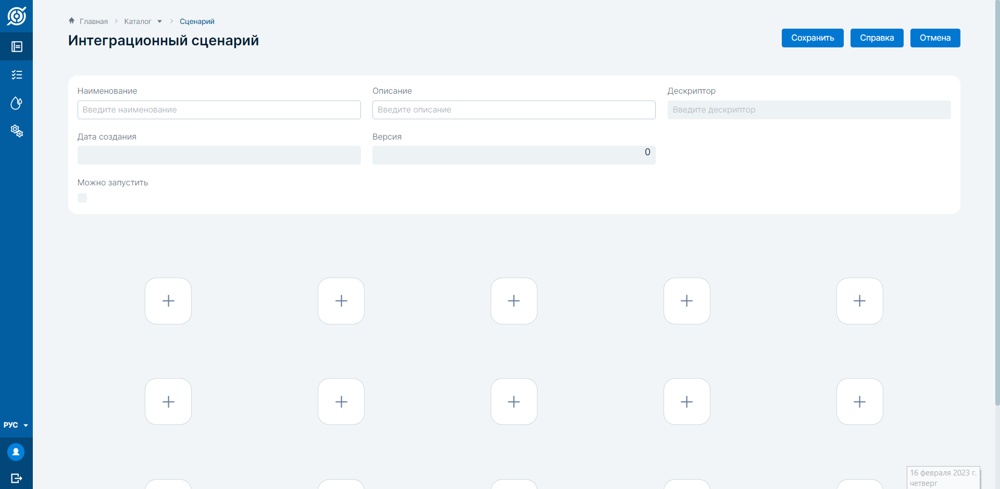 Главная
Каталог
Сценарий
Интеграционный сценарий
Сохранить
Справка
Отмена
Наименование
Описание
Дескриптор
Введите наименование
Введите описание
Введите дескриптор
Дата создания
Версия
0
Можно запустить
РУС
16 февраля 2023 г.
четверг